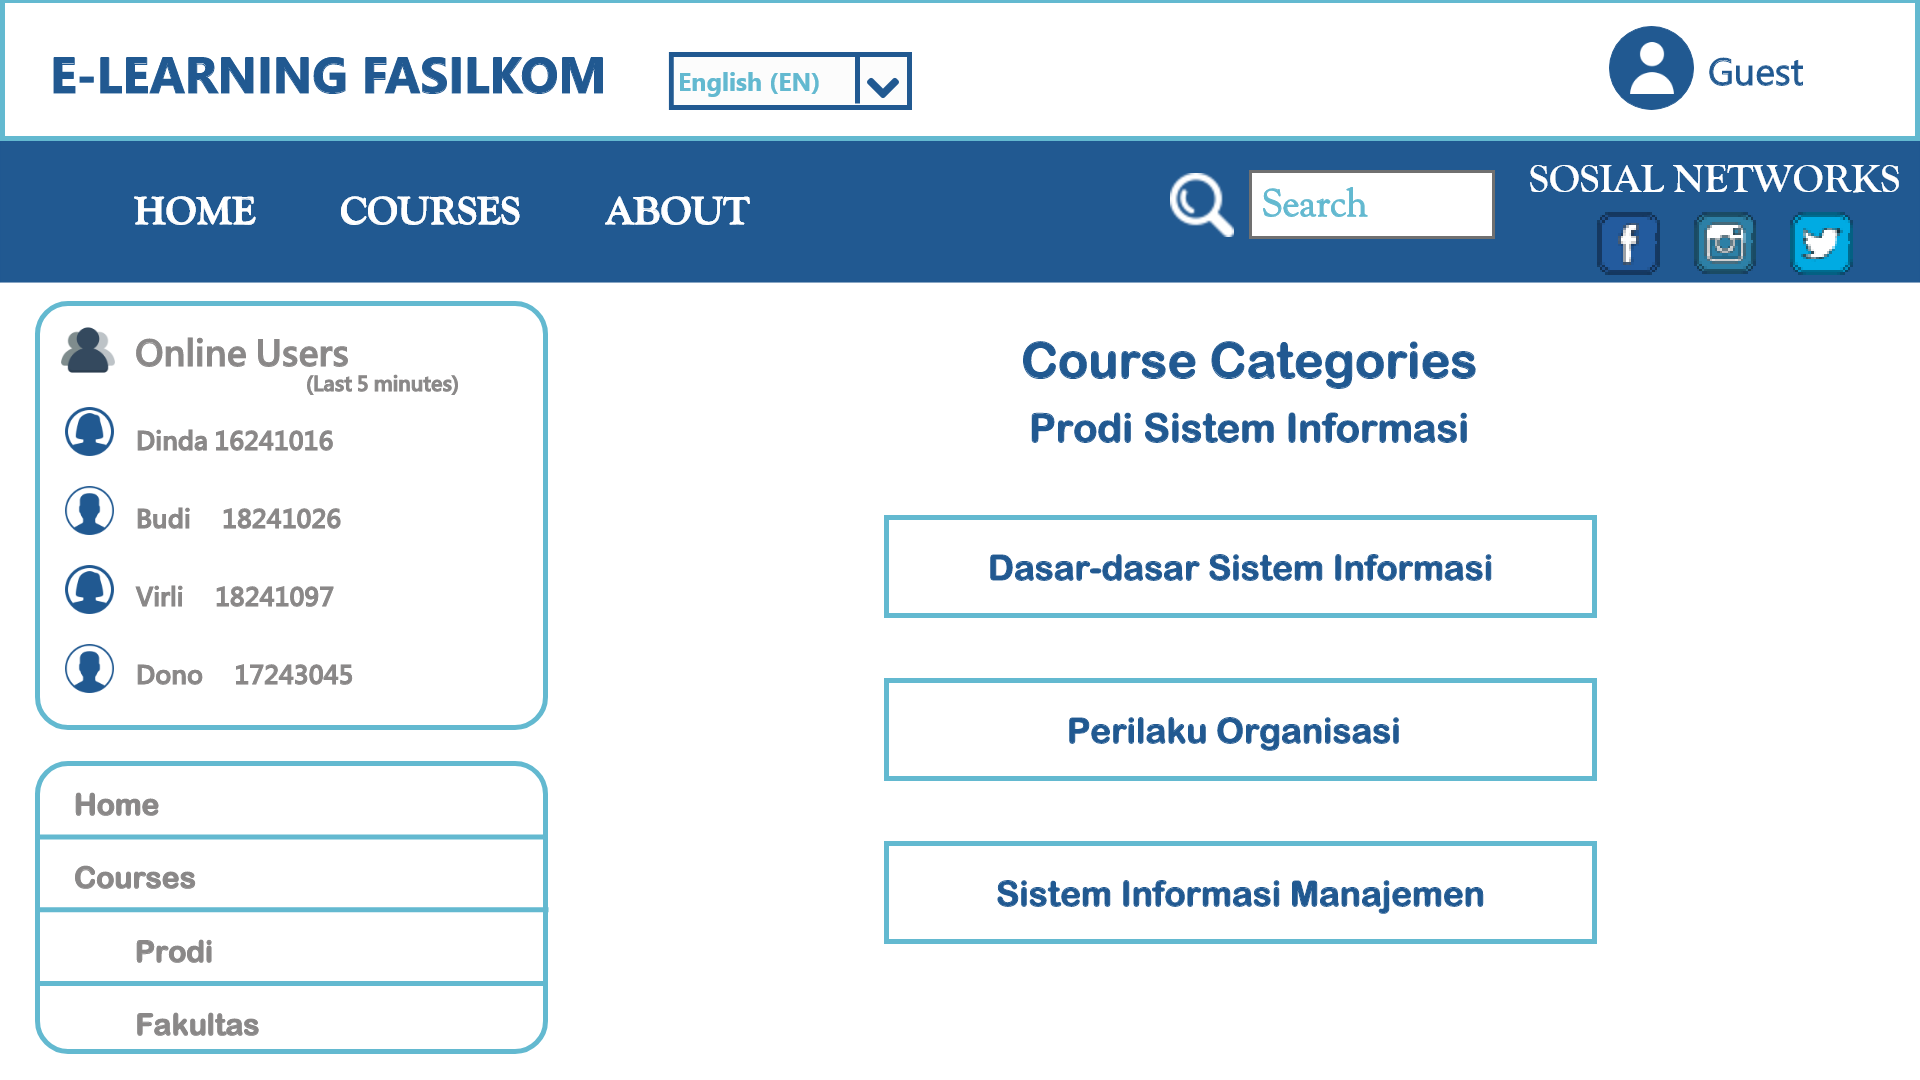 E-LEARNING FASILKOM
English (EN)
Guest
HOME COURSES ABOUT
Search
SOSIAL NETWORKS
Online Users
(Last 5 minutes)
Dinda 16241016
Budi 18241026
Virli 18241097
Dono 17243045
Home
Courses
Prodi
Fakultas
Course Categories
Prodi Sistem Informasi
Dasar-dasar Sistem Informasi
Perilaku Organisasi
Sistem Informasi Manajemen